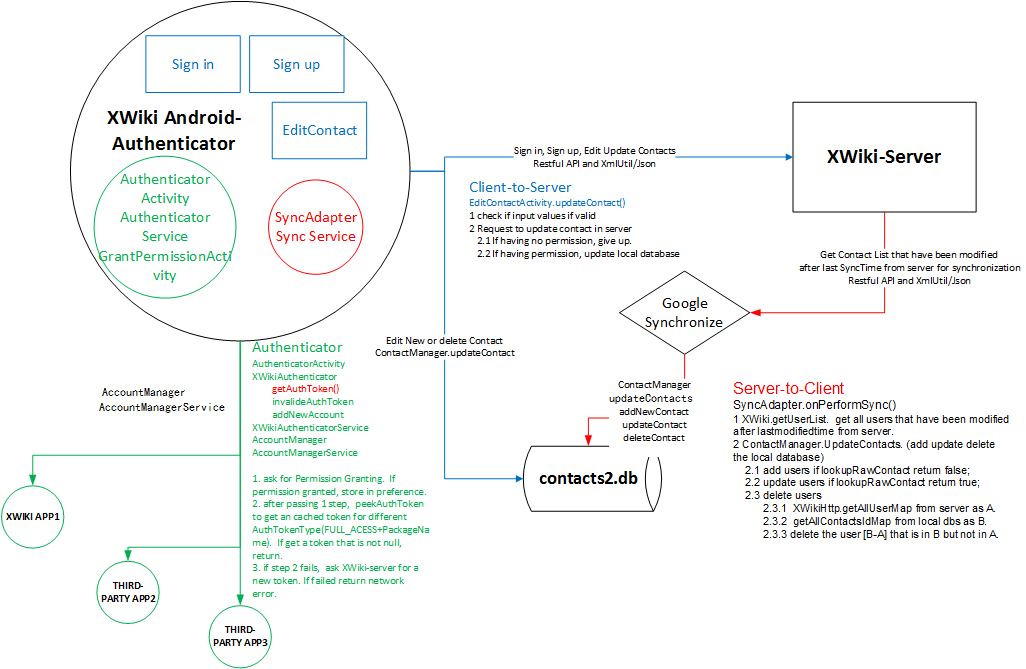 Sign in
Sign up
XWiki Android-
Authenticator
EditContact
Authenticator
Activity
Authenticator
Service
GrantPermissionActi
vity
SyncAdapter
Sync Service
Sign in, Sign up, Edit Update Contacts
Restful API and XmlUtil/Json
XWiki-Server
Client-to-Server
EditContactActivity.updateContact()
1 check if input values if valid
2 Request to update contact in server
2.1 If having no permission, give up.
2.2 If having permission, update local database
Get Contact List that have been modified
after last SyncTime from server for synchronization
Restful API and XmlUtil/Json
Google
Synchronize
Edit New or delete Contact
ContactManager.updateContact
ContactManager
updateContacts
addNewContact
updateContact
deleteContact
contacts2.db
Server-to-Client
SyncAdapter.onPerformSync()
1 XWiki.getUserList. get all users that have been modified
after lastmodifiedtime from server.
2 ContactManager.UpdateContacts. (add update delete
the local database)
2.1 add users if lookupRawContact return false;
2.2 update users if lookupRawContact return true;
2.3 delete users
2.3.1 XWikiHttp.getAllUserMap from server as A.
2.3.2 getAllContactsIdMap from local dbs as B.
2.3.3 delete the user [B-A] that is in B but not in A.
AccountManager
AccountManagerService
Authenticator
AuthenticatorActivity
XWikiAuthenticator
getAuthToken()
invalideAuthToken
addNewAccount
XWikiAuthenticatorService
AccountManager
AccountManagerService
1. ask for Permission Granting. If
permission granted, store in preference.
2. after passing 1 step, peekAuthToken
to get an cached token for different
AuthTokenType(FULL_ACESS+PackageNa
me). If get a token that is not null,
return.
3. if step 2 fails, ask XWiki-server for a
new token. If failed return network
error.
XWIKI APP1
THIRD-
PARTY APP2
THIRD-
PARTY APP3